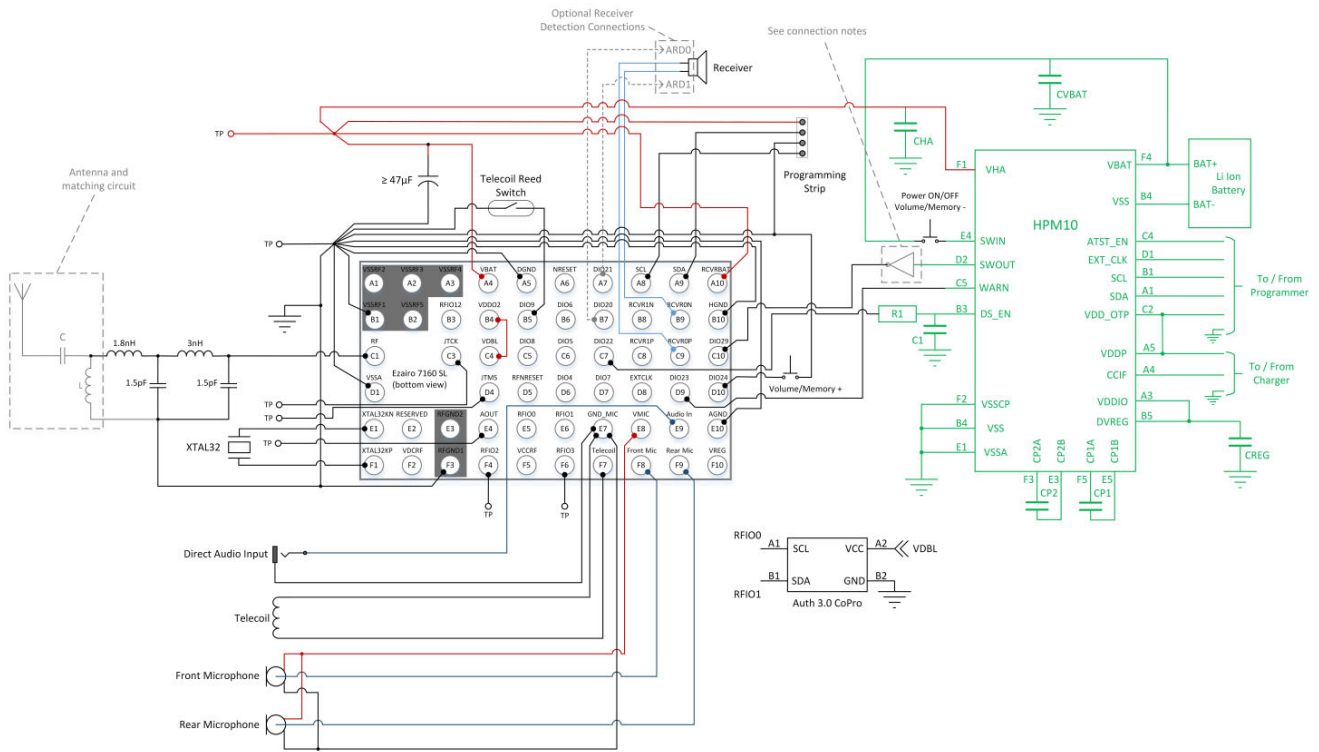 Optional Receiver
Detection Connections
ARD0
Receiver
ARD1
See connection notes
CVBAT
CHA
TP
Antenna and
matching circuit
≥ 47µF
Telecoil Reed
Switch
Programming
Strip
Power ON/OFF
Volume/Memory -
F1
VHA
VBAT
F4
BAT+
Li Ion
Battery
VSS
B4
BAT-
HPM10
E4
SWIN
ATST_EN
C4
D2
SWOUT
EXT_CLK
D1
C5
WARN
SCL
B1
SDA
A1
To / From
Programmer
R1
B3
DS_EN
VDD_OTP
C2
C1
VDDP
A5
CCIF
A4
To / From
Charger
F2
VSSCP
VDDIO
A3
B4
VSS
DVREG
B5
E1
VSSA
CP2A
CP2B
CP1A
CP1B
CREG
F3
E3
F5
E5
CP2
CP1
TP
VSSRF2
VSSRF3
VSSRF4
VBAT
DGND
NRESET
DIO21
SCL
SDA
RCVRBAT
A1
A2
A3
A4
A5
A6
A7
A8
A9
A10
VSSRF1
VSSRF5
RFIO12
VDDO2
DIO9
DIO6
DIO20
RCVR1N
RCVR0N
HGND
B1
B2
B3
B4
B5
B6
B7
B8
B9
B10
RF
JTCK
VDBL
DIO8
DIO5
DIO22
RCVR1P
RCVR0P
DIO29
C1
C3
C4
C5
C6
C7
C8
C9
C10
Ezairo 7160 SL
(bottom view)
VSSA
JTMS
RFNRESET
DIO4
DIO7
EXTCLK
DIO23
DIO24
D1
D4
D5
D6
D7
D8
D9
D10
Volume/Memory +
XTAL32KN
RESERVED
RFGND2
AOUT
RFIO0
RFIO1
GND_MIC
VMIC
Audio In
AGND
E1
E2
E3
E4
E5
E6
E7
E8
E9
E10
XTAL32KP
VDCRF
RFGND1
RFIO2
VCCRF
RFIO3
Telecoil
Front Mic
Rear Mic
VREG
F1
F2
F3
F4
F5
F6
F7
F8
F9
F10
C
L
1.8nH
3nH
1.5pF
1.5pF
TP
TP
TP
XTAL32
TP
TP
Direct Audio Input
Telecoil
Front Microphone
Rear Microphone
RFIO0
A1
SCL
VCC
A2
VDBL
RFIO1
B1
SDA
GND
B2
Auth 3.0 CoPro